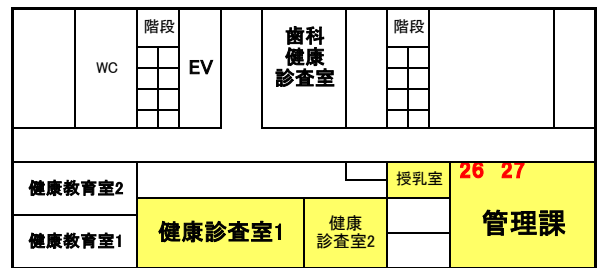 階段
WC
EV
歯科
健康
診査室
階段
健康教育室2
授乳室
26 27
管理課
健康教育室1
健康診査室1
健康
診査室2